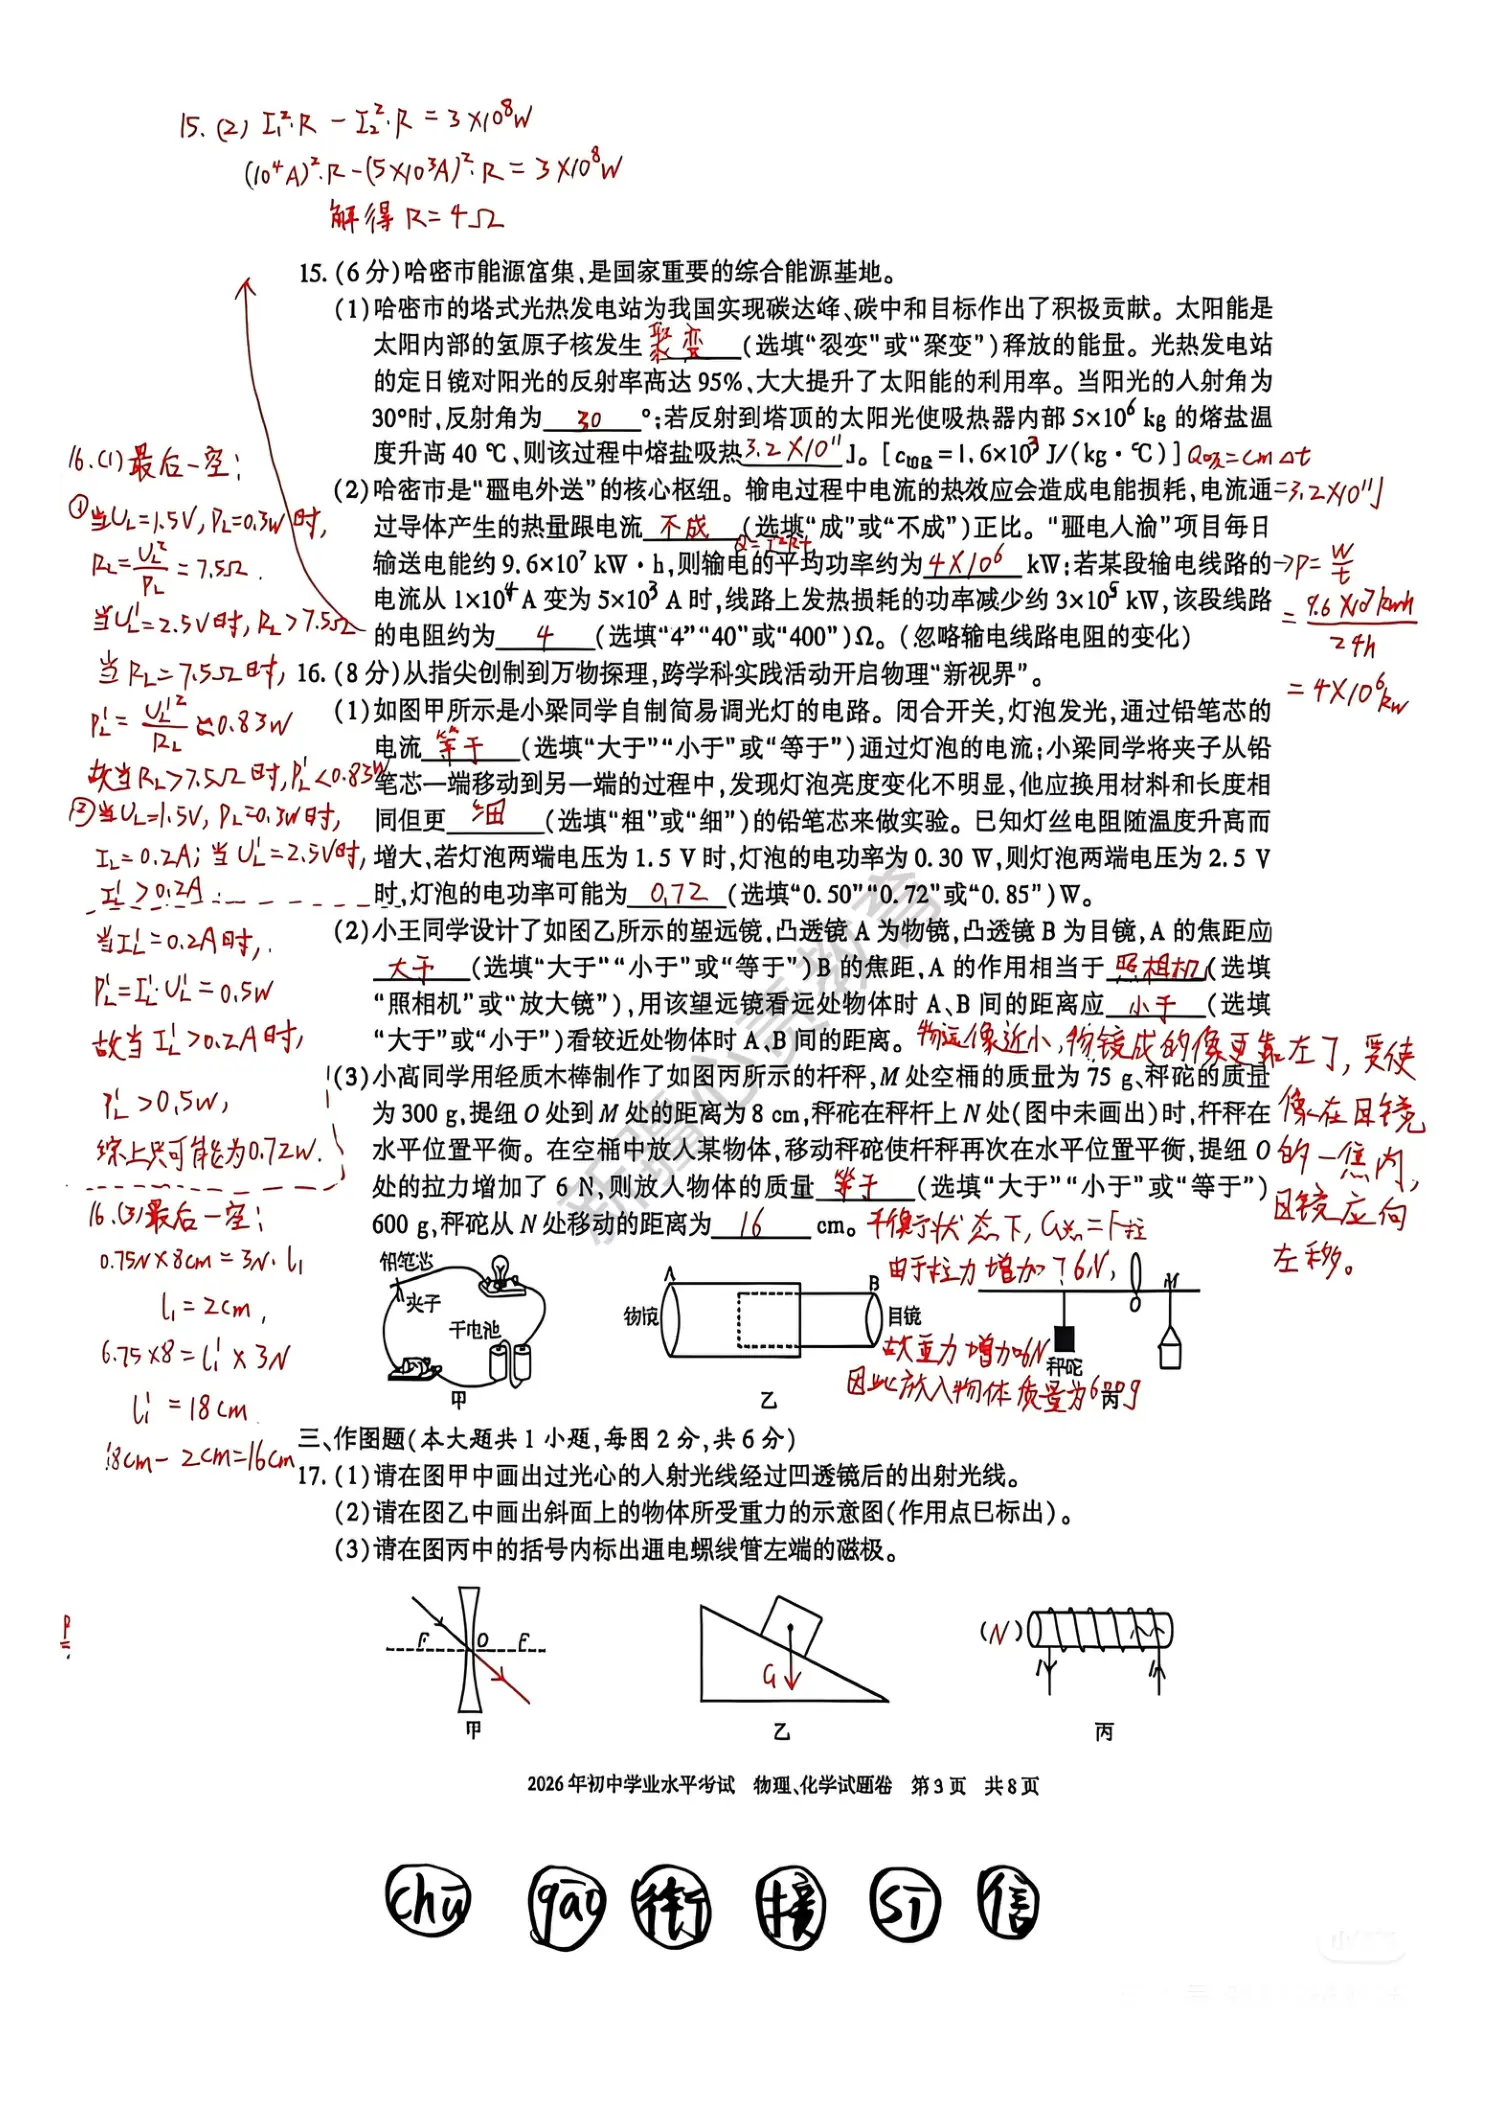 15. (2) I₁²·R － I₂²·R = 3×10⁸W
(10⁴A)²·R－(5×10³A)²·R = 3×10⁸W
解得 R= 4Ω
15. (6分)哈密市能源富集,是国家重要的综合能源基地。
(1)哈密市的塔式光热发电站为我国实现碳达峰、碳中和目标作出了积极贡献。太阳能是
太阳内部的氢原子核发生 聚变 (选填“裂变”或“聚变”)释放的能量。光热发电站
的定日镜对阳光的反射率高达 95%,大大提升了太阳能的利用率。当阳光的入射角为
30°时,反射角为 30 °;若反射到塔顶的太阳光使吸热器内部 5×10⁶ kg 的熔盐温
度升高 40 ℃,则该过程中熔盐吸热 3.2×10¹¹ J。[c熔盐=1.6×10³ J/(kg·℃)] Q吸=cmΔt
=3.2×10¹¹J
(2)哈密市是“疆电外送”的核心枢纽。输电过程中电流的热效应会造成电能损耗,电流通
过导体产生的热量跟电流 不成 (选填“成”或“不成”)正比。“疆电入渝”项目每日
Q=I²Rt
输送电能约 9.6×10⁷ kW·h,则输电的平均功率约为 4×10⁶ kW;若某段输电线路的
→P= W/t
电流从 1×10⁴ A 变为 5×10³ A 时,线路上发热损耗的功率减少约 3×10⁵ kW,该段线路
= 9.6×10⁷kwh/24h
的电阻约为 4 (选填“4”“40”或“400”)Ω。(忽略输电线路电阻的变化)
= 4×10⁶kw
16. (8分)从指尖创制到万物探理,跨学科实践活动开启物理“新视界”。
(1)如图甲所示是小梁同学自制简易调光灯的电路。闭合开关,灯泡发光,通过铅笔芯的
电流 等于 (选填“大于”“小于”或“等于”)通过灯泡的电流;小梁同学将夹子从铅
笔芯一端移动到另一端的过程中,发现灯泡亮度变化不明显,他应换用材料和长度相
同但更 细 (选填“粗”或“细”)的铅笔芯来做实验。已知灯丝电阻随温度升高而
增大,若灯泡两端电压为 1.5 V 时,灯泡的电功率为 0.30 W,则灯泡两端电压为 2.5 V
时,灯泡的电功率可能为 0.72 (选填“0.50”“0.72”或“0.85”)W。
(2)小王同学设计了如图乙所示的望远镜,凸透镜 A 为物镜,凸透镜 B 为目镜,A 的焦距应
大于 (选填“大于”“小于”或“等于”)B 的焦距,A 的作用相当于 照相机 (选填
“照相机”或“放大镜”),用该望远镜看远处物体时 A、B 间的距离应 小于 (选填
“大于”或“小于”)看较近处物体时 A、B 间的距离。
物远像近小,物镜成的像更靠左了,要使
像在目镜
的一焦内,
目镜应向
左移。
(3)小高同学用轻质木棒制作了如图丙所示的杆秤,M 处空桶的质量为 75 g、秤砣的质量
为 300 g,提纽 O 处到 M 处的距离为 8 cm,秤砣在秤杆上 N 处(图中未画出)时,杆秤在
水平位置平衡。在空桶中放入某物体,移动秤砣使杆秤再次在水平位置平衡,提纽 O
处的拉力增加了 6 N,则放入物体的质量 等于 (选填“大于”“小于”或“等于”)
600 g,秤砣从 N 处移动的距离为 16 cm。
平衡状态下, G总=F拉
由于拉力增加了6N,
故重力增加6N
因此放入物体质量为600g
16.(1)最后一空:
①当UL=1.5V, PL=0.3W时,
RL= UL²/PL = 7.5Ω.
当UL'=2.5V时, RL>7.5Ω
当 RL=7.5Ω时,
PL'= UL'²/RL ≈0.83W
故当RL>7.5Ω时,PL'<0.83W
②当UL=1.5V, PL=0.3W时,
IL=0.2A;当UL'=2.5V时,
IL'>0.2A.
当IL'=0.2A时,
PL'=IL'·UL'=0.5W
故当IL'>0.2A时,
PL'>0.5W,
综上只可能为0.72W.
16.(3)最后一空:
0.75N×8cm=3N·l₁
l₁=2cm,
6.75×8=l₁'×3N
l₁'=18cm
18cm－2cm=16cm
铅笔芯
夹子
干电池
甲
A
B
物镜
目镜
乙
O
M
秤砣
丙
三、作图题(本大题共 1 小题,每图 2 分,共 6 分)
17. (1)请在图甲中画出过光心的入射光线经过凹透镜后的出射光线。
(2)请在图乙中画出斜面上的物体所受重力的示意图(作用点已标出)。
(3)请在图丙中的括号内标出通电螺线管左端的磁极。
F O F
甲
G
乙
(N)
丙
2026年初中学业水平考试 物理、化学试题卷 第3页 共8页
chū gāo 衔 接 sī 信
新疆心贵教育